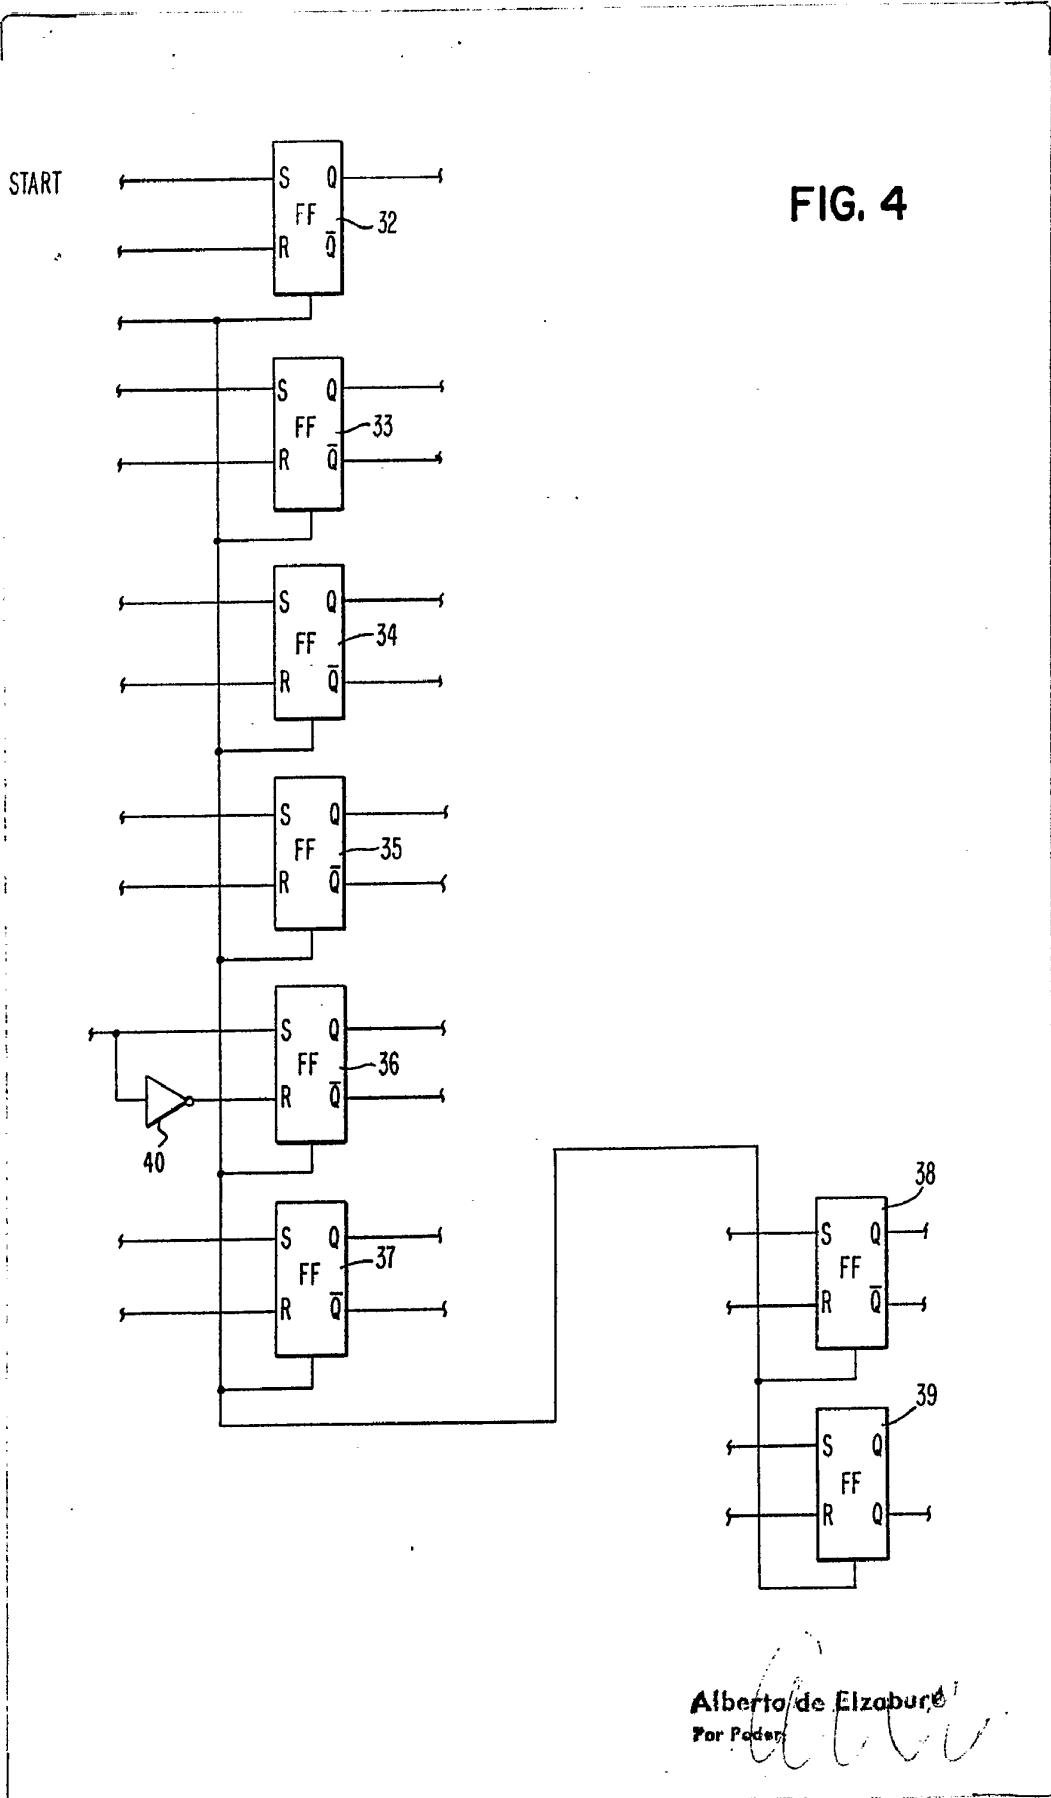 FIG. 4
START
S Q
FF
32
R Q̅
S Q
FF
33
R Q̅
S Q
FF
34
R Q̅
S Q
FF
35
R Q̅
S Q
FF
36
R Q̅
40
S Q
FF
37
R Q̅
38
S Q
FF
R Q̅
39
S Q
FF
R Q
Alberto de Elzaburu
Por Poder